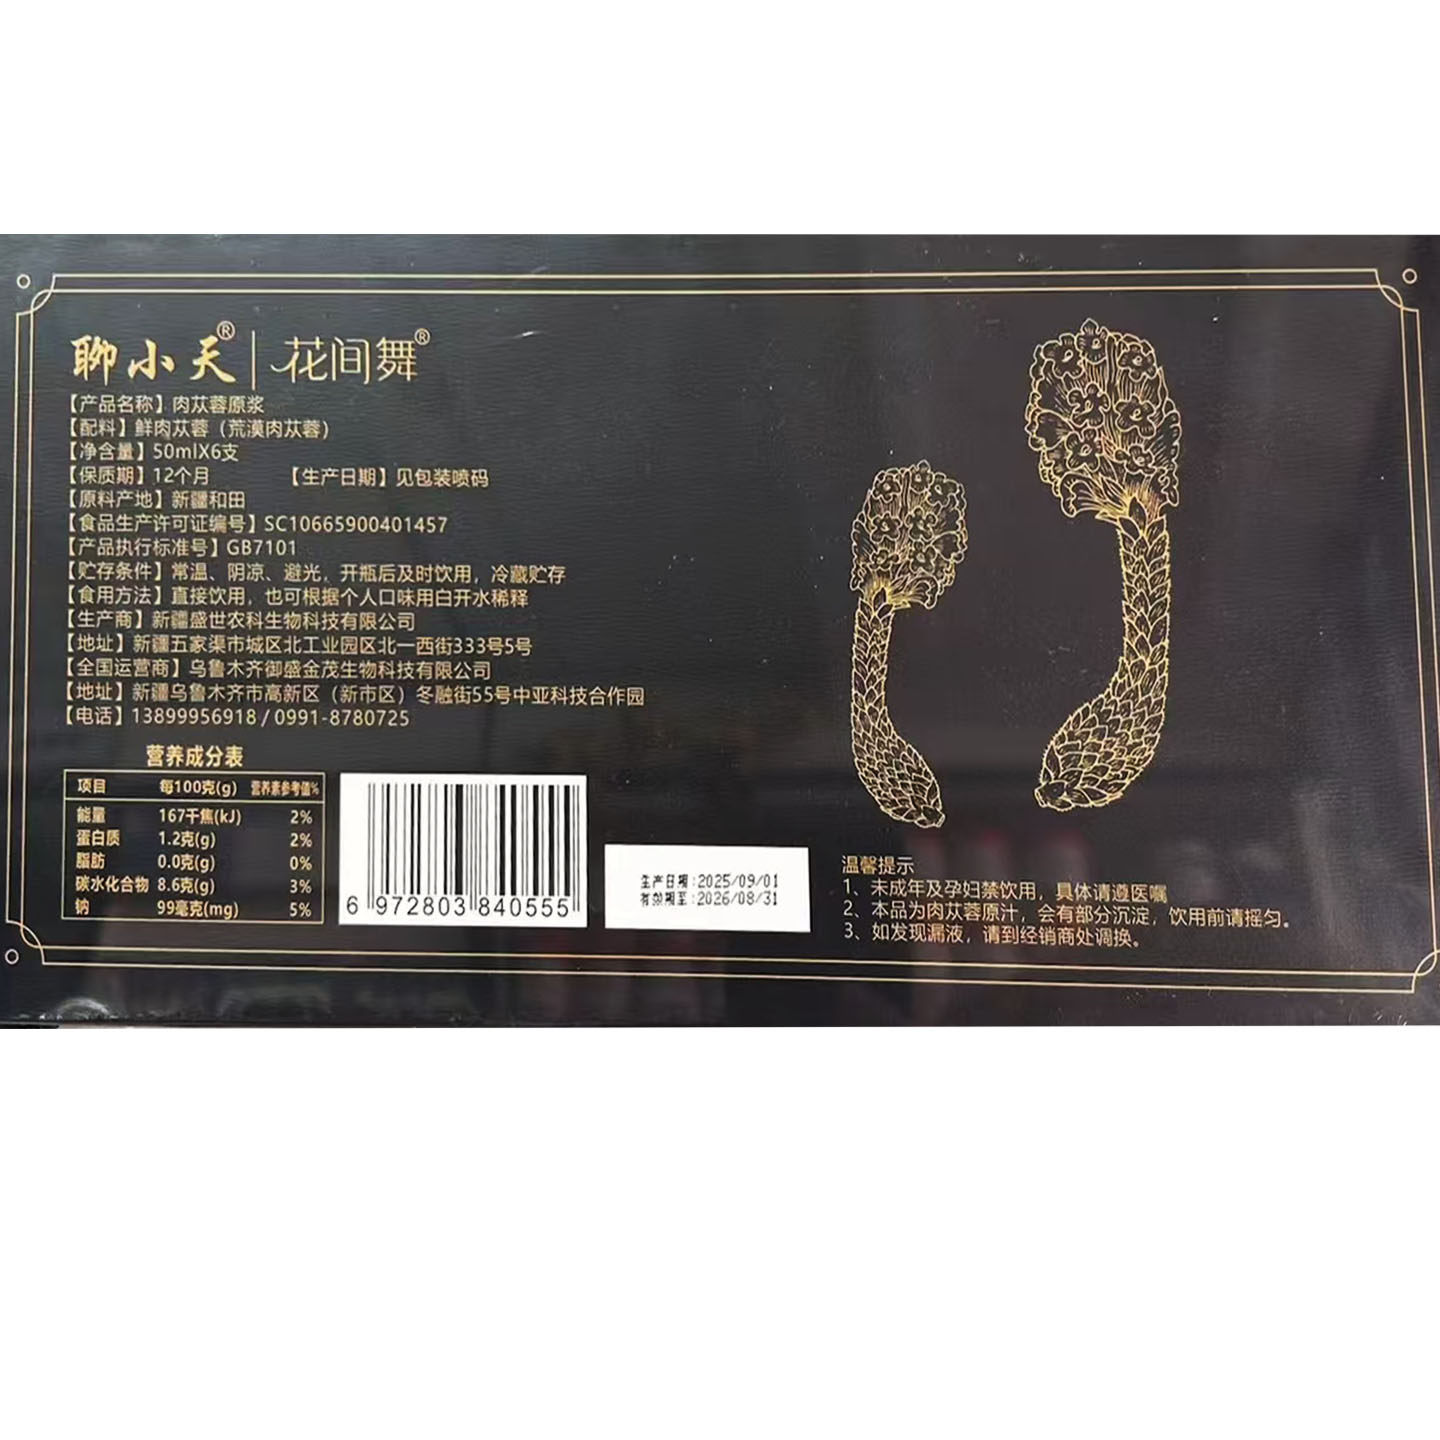 聊小天® | 花间舞®
【产品名称】肉苁蓉原浆
【配料】鲜肉苁蓉（荒漠肉苁蓉）
【净含量】50mlX6支
【保质期】12个月 【生产日期】见包装喷码
【原料产地】新疆和田
【食品生产许可证编号】SC10665900401457
【产品执行标准号】GB7101
【贮存条件】常温、阴凉、避光，开瓶后及时饮用，冷藏贮存
【食用方法】直接饮用，也可根据个人口味用白开水稀释
【生产商】新疆盛世农科生物科技有限公司
【地址】新疆五家渠市城区北工业园区北一西街333号5号
【全国运营商】乌鲁木齐御盛金茂生物科技有限公司
【地址】新疆乌鲁木齐市高新区（新市区）冬融街55号中亚科技合作园
【电话】13899956918 / 0991-8780725
营养成分表
项目 每100克(g) 营养素参考值%
能量 167千焦(kJ) 2%
蛋白质 1.2克(g) 2%
脂肪 0.0克(g) 0%
碳水化合物 8.6克(g) 3%
钠 99毫克(mg) 5%
6 972803 840555
生产日期:2025/09/01
有效期至:2026/08/31
温馨提示
1、未成年及孕妇禁饮用，具体请遵医嘱
2、本品为肉苁蓉原汁，会有部分沉淀，饮用前请摇匀。
3、如发现漏液，请到经销商处调换。